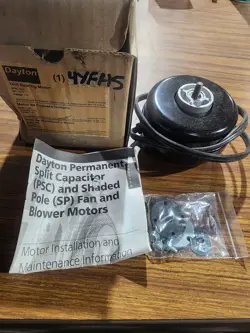 Dayton
(1) 4YFH5
Dayton Permanent
Split Capacitor
(PSC) and Shaded
Pole (SP) Fan and
Blower Motors
Motor Installation and
Maintenance Information